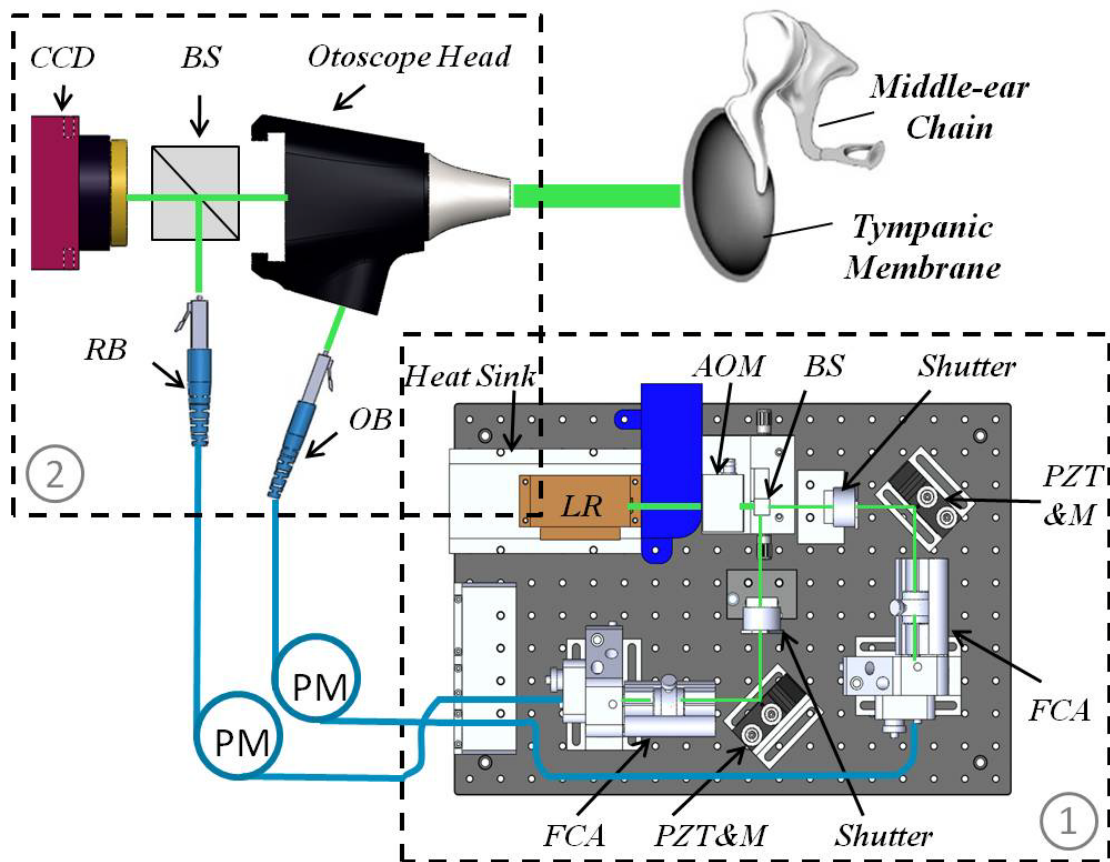 CCD
BS
Otoscope Head
Middle-ear
Chain
Tympanic
Membrane
RB
OB
2
Heat Sink
AOM
BS
Shutter
PZT
&M
LR
FCA
PM
PM
FCA
PZT&M
Shutter
1